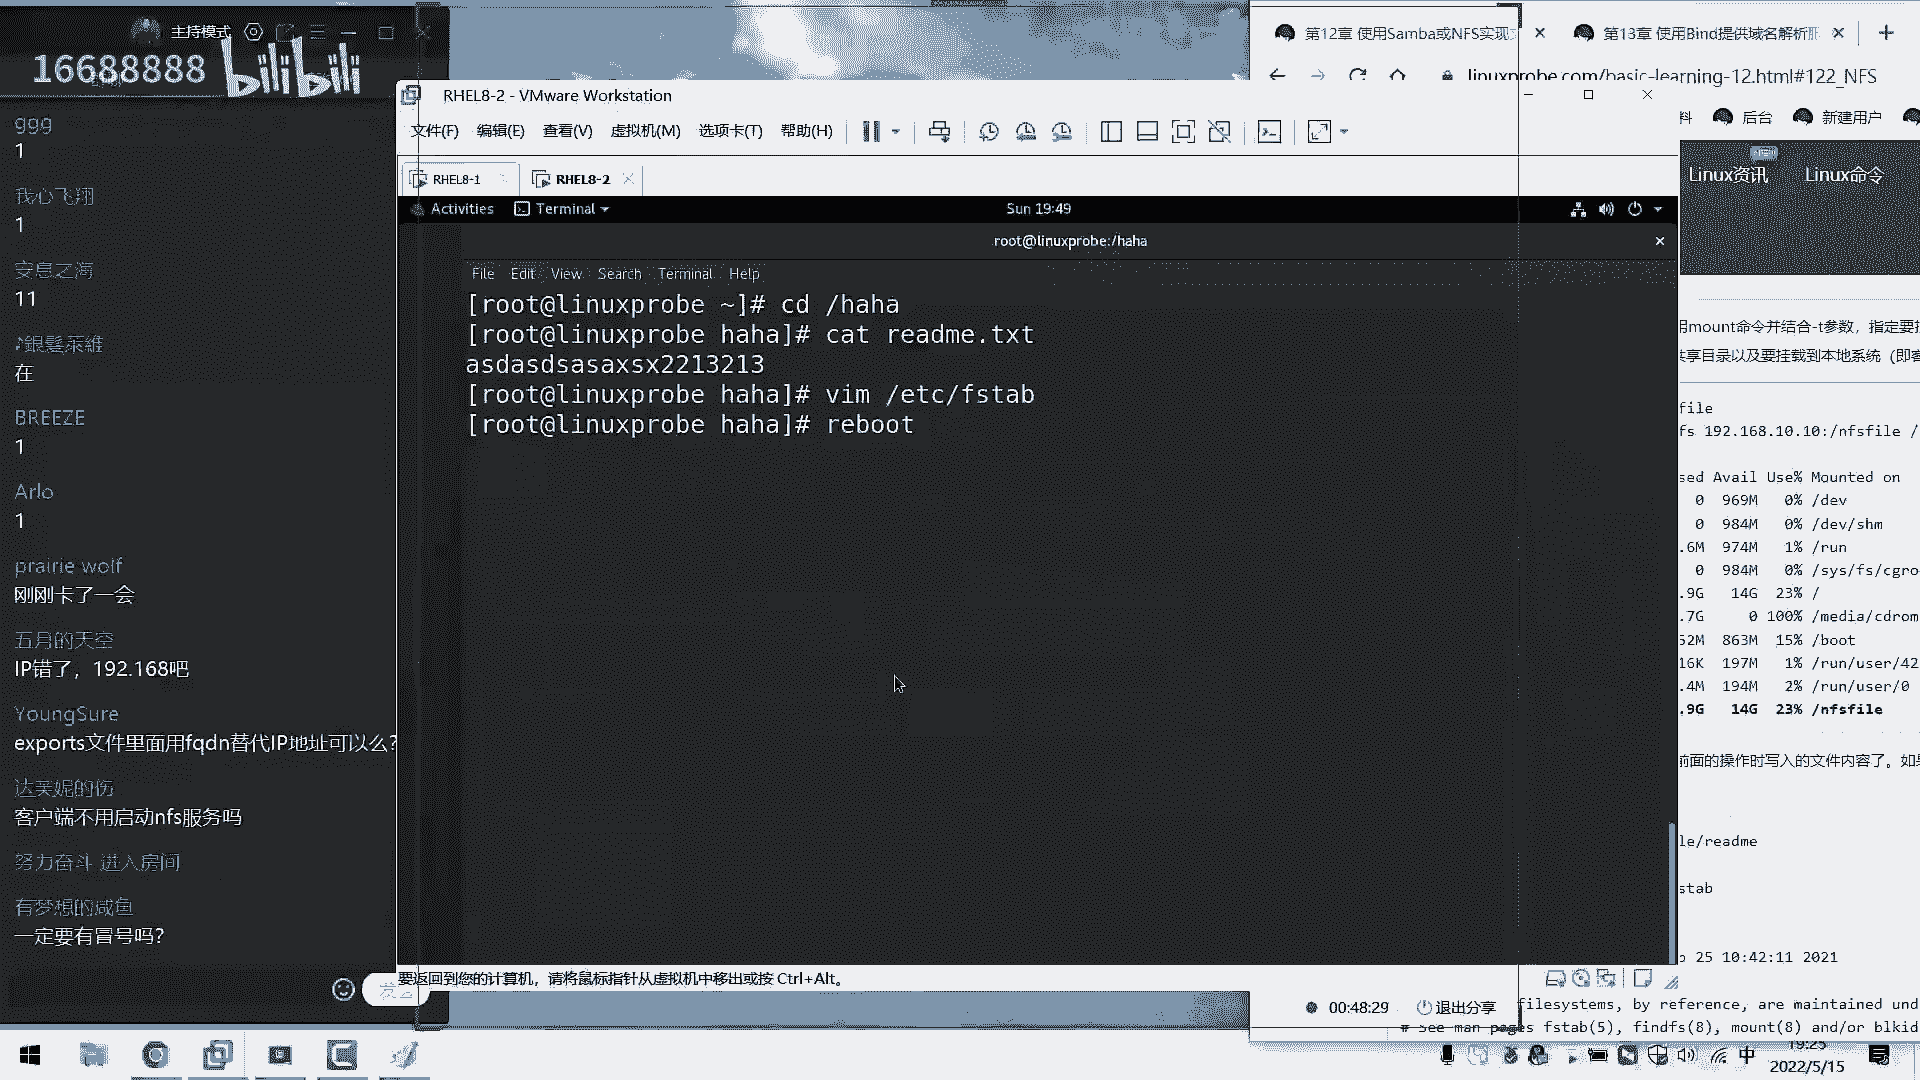 主持模式
16688888
bilibili
999
1
我心飞翔
1
安息之海
11
♪銀髮萊維
在
BREEZE
1
Arlo
1
prairie wolf
刚刚卡了一会
五月的天空
IP错了，192.168吧
YoungSure
exports文件里面用fqdn替代IP地址可以么?
达芙妮的伤
客户端不用启动nfs服务吗
努力奋斗 进入房间
有梦想的咸鱼
一定要有冒号吗?
RHEL8-2 - VMware Workstation
文件(F) 编辑(E) 查看(V) 虚拟机(M) 选项卡(T) 帮助(H)
RHEL8-1
RHEL8-2
Activities
Terminal
Sun 19:49
root@linuxprobe:/haha
File Edit View Search Terminal Help
[root@linuxprobe ~]# cd /haha
[root@linuxprobe haha]# cat readme.txt
asdasdsasaxsx2213213
[root@linuxprobe haha]# vim /etc/fstab
[root@linuxprobe haha]# reboot
要返回到您的计算机，请将鼠标指针从虚拟机中移出或按 Ctrl+Alt。
第12章 使用Samba或NFS实现
第13章 使用Bind提供域名解析
linuxprobe.com/basic-learning-12.html#122_NFS
料
后台
新建用户
Linux资讯
Linux命令
用mount命令并结合-t参数，指定要
共享目录以及要挂载到本地系统（即
file
fs 192.168.10.10:/nfsfile /
sed Avail Use% Mounted on
0 969M 0% /dev
0 984M 0% /dev/shm
.6M 974M 1% /run
0 984M 0% /sys/fs/cgro
.9G 14G 23% /
.7G 0 100% /media/cdrom
52M 863M 15% /boot
16K 197M 1% /run/user/42
.4M 194M 2% /run/user/0
.9G 14G 23% /nfsfile
前面的操作时写入的文件内容了。如
le/readme
stab
25 10:42:11 2021
filesystems, by reference, are maintained und
# See man pages fstab(5), findfs(8), mount(8) and/or blkid
00:48:29
退出分享
中
19:25
2022/5/15